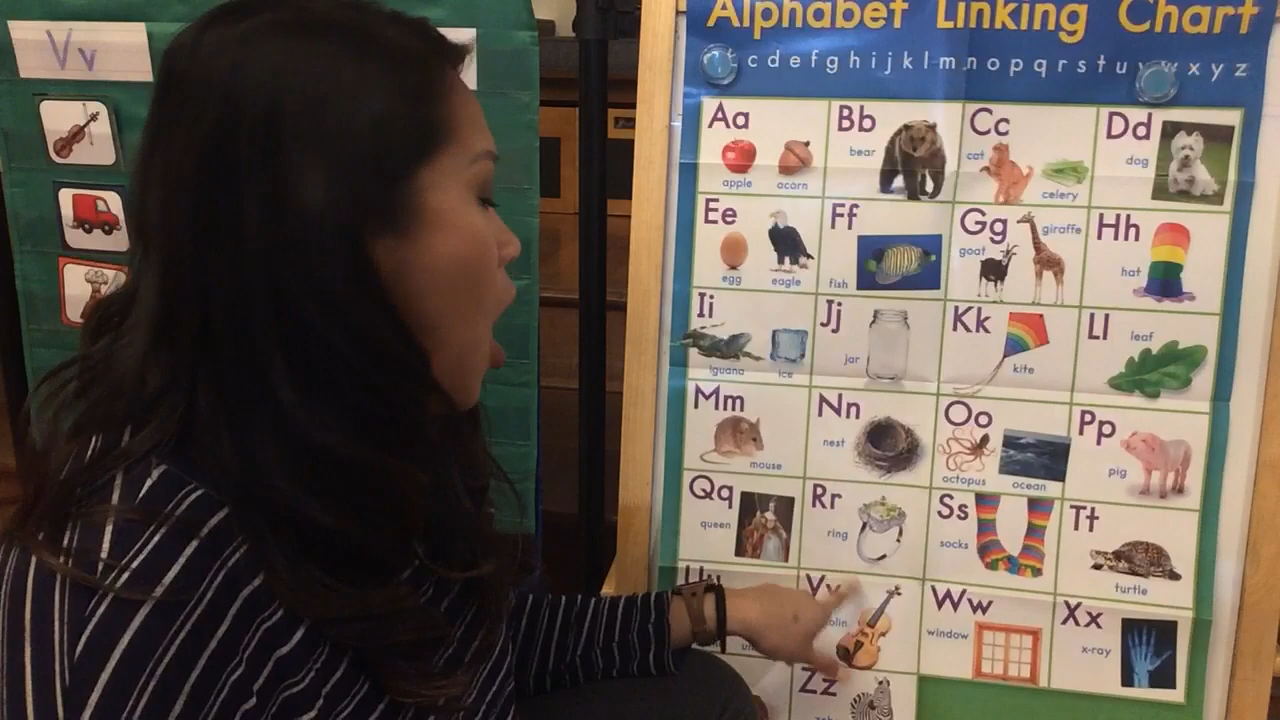 Vv
Alphabet Linking Chart
c d e f g h i j k l m n o p q r s t u v w x y z
Aa
apple acorn
Bb
bear
Cc
cat
celery
Dd
dog
Ee
egg eagle
Ff
fish
Gg
goat
giraffe
Hh
hat
Ii
iguana ice
Jj
jar
Kk
kite
Ll
leaf
Mm
mouse
Nn
nest
Oo
octopus ocean
Pp
pig
Qq
queen
Rr
ring
Ss
socks
Tt
turtle
Vv
Ww
window
Xx
x-ray
Zz